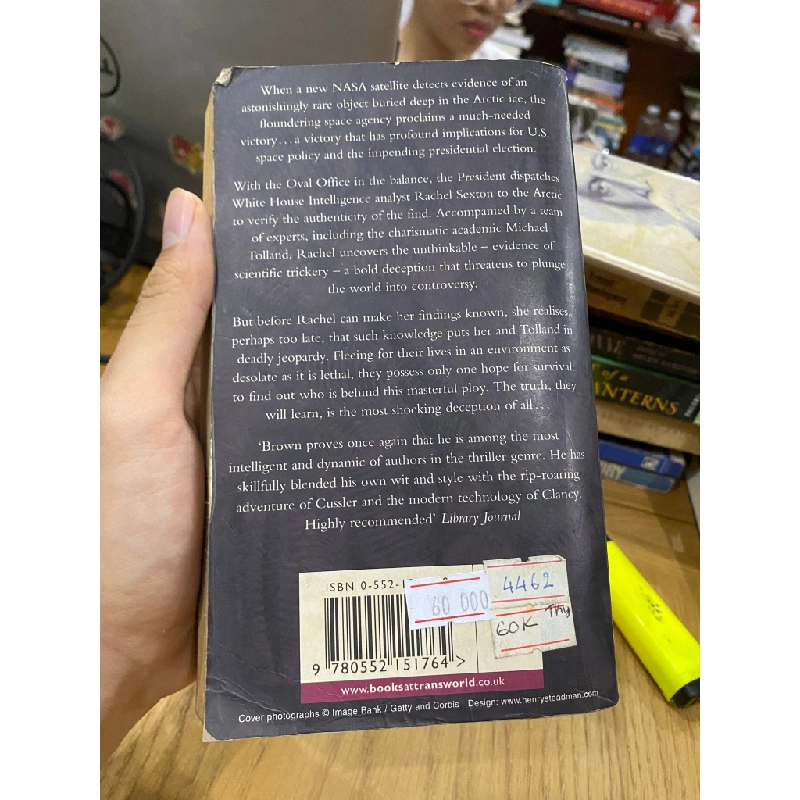 When a new NASA satellite detects evidence of an
astonishingly rare object buried deep in the Arctic ice, the
floundering space agency proclaims a much-needed
victory...a victory that has profound implications for U.S.
space policy and the impending presidential election.
With the Oval Office in the balance, the President dispatches
White House Intelligence analyst Rachel Sexton to the Arctic
to verify the authenticity of the find. Accompanied by a team
of experts, including the charismatic academic Michael
Tolland, Rachel uncovers the unthinkable – evidence of
scientific trickery – a bold deception that threatens to plunge
the world into controversy.
But before Rachel can make her findings known, she realises,
perhaps too late, that such knowledge puts her and Tolland in
deadly jeopardy. Fleeing for their lives in an environment as
desolate as it is lethal, they possess only one hope for survival:
to find out who is behind this masterful ploy. The truth, they
will learn, is the most shocking deception of all...
'Brown proves once again that he is among the most
intelligent and dynamic of authors in the thriller genre. He has
skillfully blended his own wit and style with the rip-roaring
adventure of Cussler and the modern technology of Clancy.
Highly recommended' Library Journal
ISBN 0-552-1
60 000
4462
60K Thy
9 780552 151764 >
www.booksattransworld.co.uk
Cover photographs © Image Bank / Getty and Corbis · Design: www.henrysteadman.com
ANTERNS